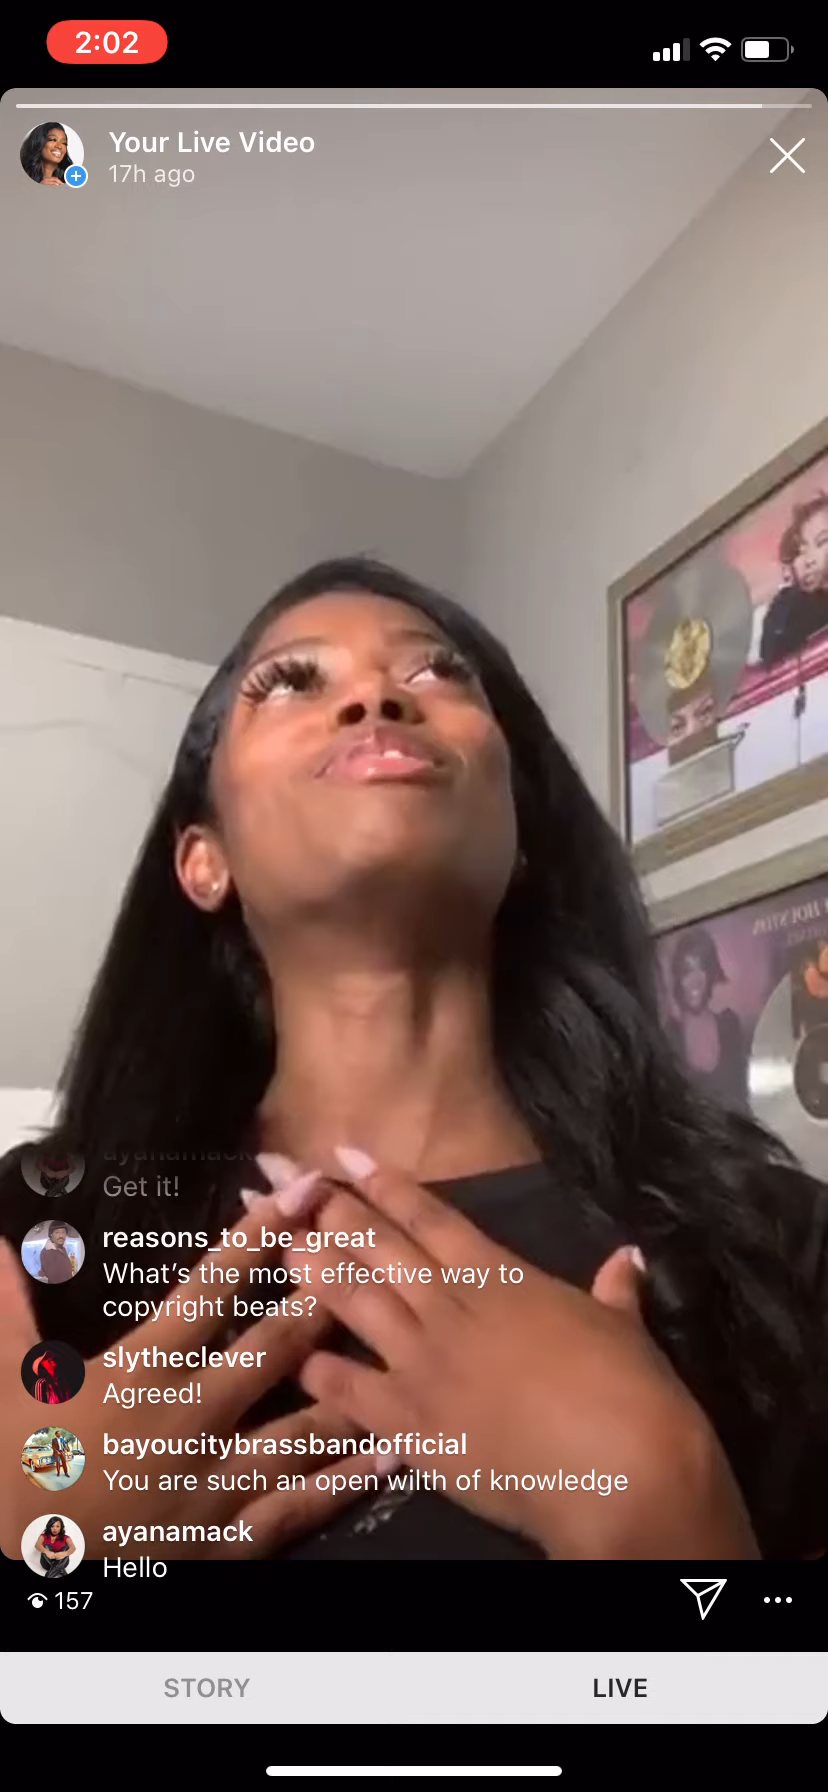 2:02
Your Live Video
17h ago
ayanamack
Get it!
reasons_to_be_great
What's the most effective way to
copyright beats?
slytheclever
Agreed!
bayoucitybrassbandofficial
You are such an open wilth of knowledge
ayanamack
Hello
157
STORY
LIVE